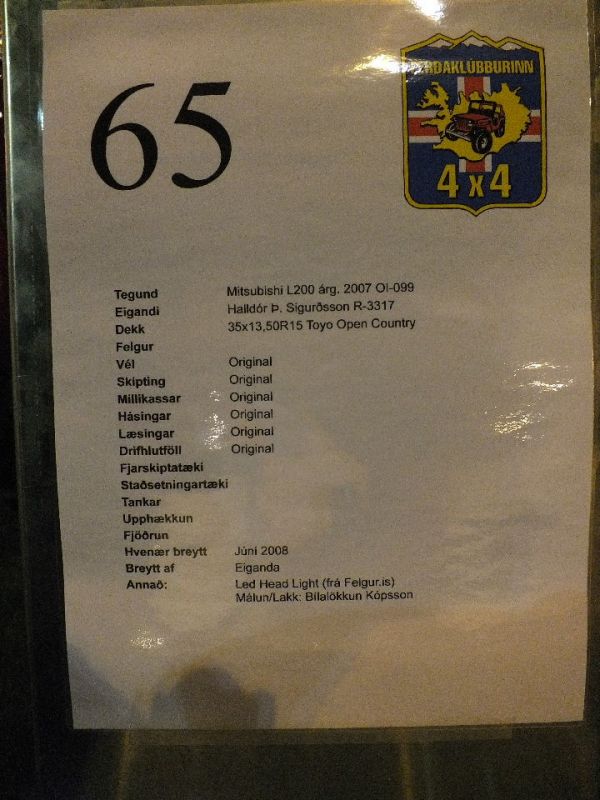 65
4x4
Tegund Mitsubishi L200 árg. 2007 OI-099
Eigandi Halldór Þ. Sigurðsson R-3317
Dekk 35x13,50R15 Toyo Open Country
Felgur
Vél Original
Skipting Original
Millikassar Original
Hásingar Original
Læsingar Original
Drifhlutföll Original
Fjarskiptatæki
Staðsetningartæki
Tankar
Upphækkun
Fjöðrun
Hvenær breytt Júní 2008
Breytt af Eiganda
Annað: Led Head Light (frá Felgur.is)
Málun/Lakk: Bílalökkun Kópsson